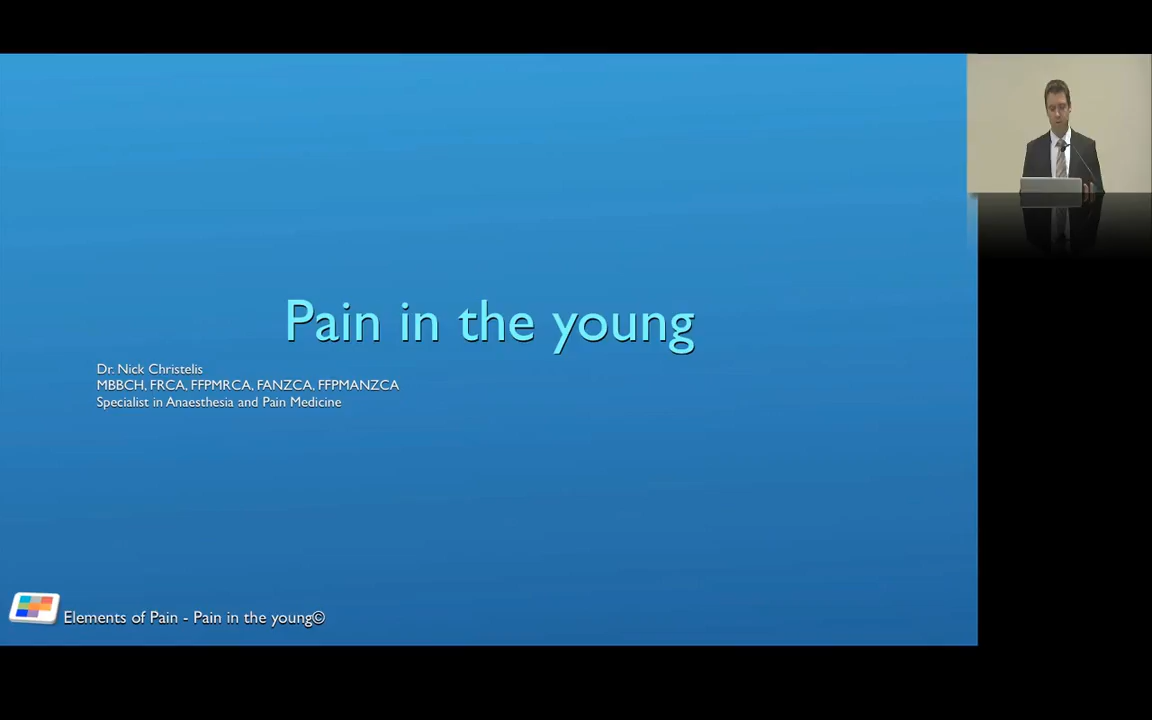 Pain in the young
Dr. Nick Christelis
MBBCH, FRCA, FFPMRCA, FANZCA, FFPMANZCA
Specialist in Anaesthesia and Pain Medicine
Elements of Pain - Pain in the young©